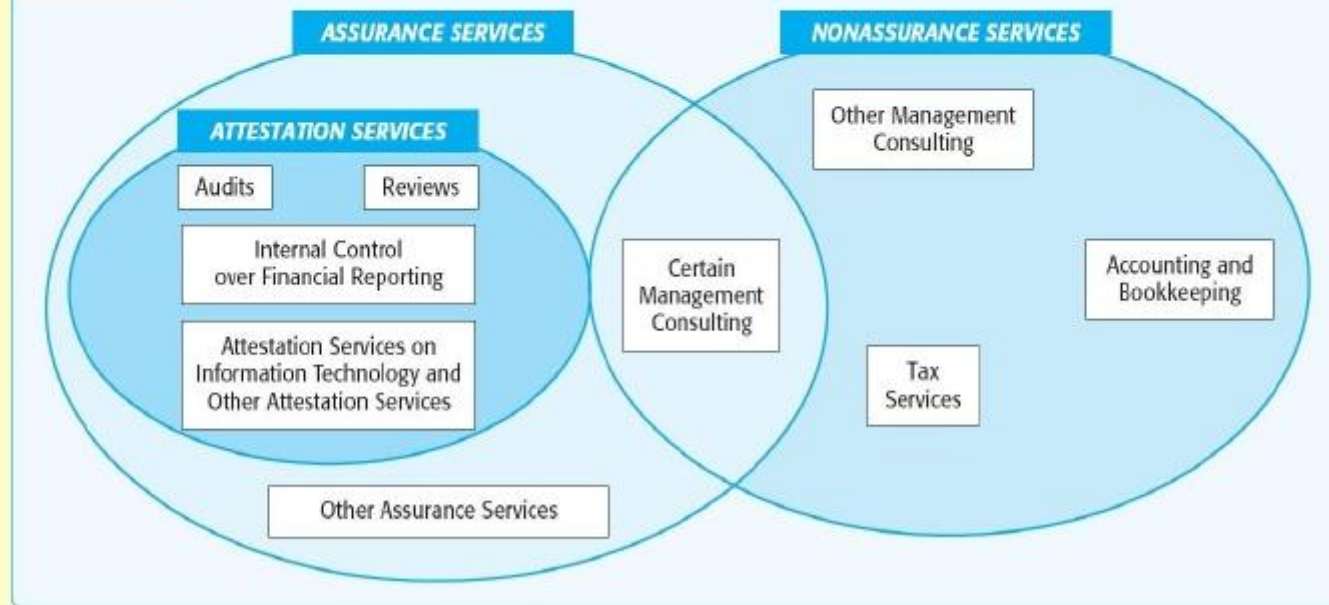 ASSURANCE SERVICES
NONASSURANCE SERVICES
ATTESTATION SERVICES
Audits
Reviews
Internal Control
over Financial Reporting
Attestation Services on
Information Technology and
Other Attestation Services
Other Assurance Services
Certain
Management
Consulting
Other Management
Consulting
Accounting and
Bookkeeping
Tax
Services